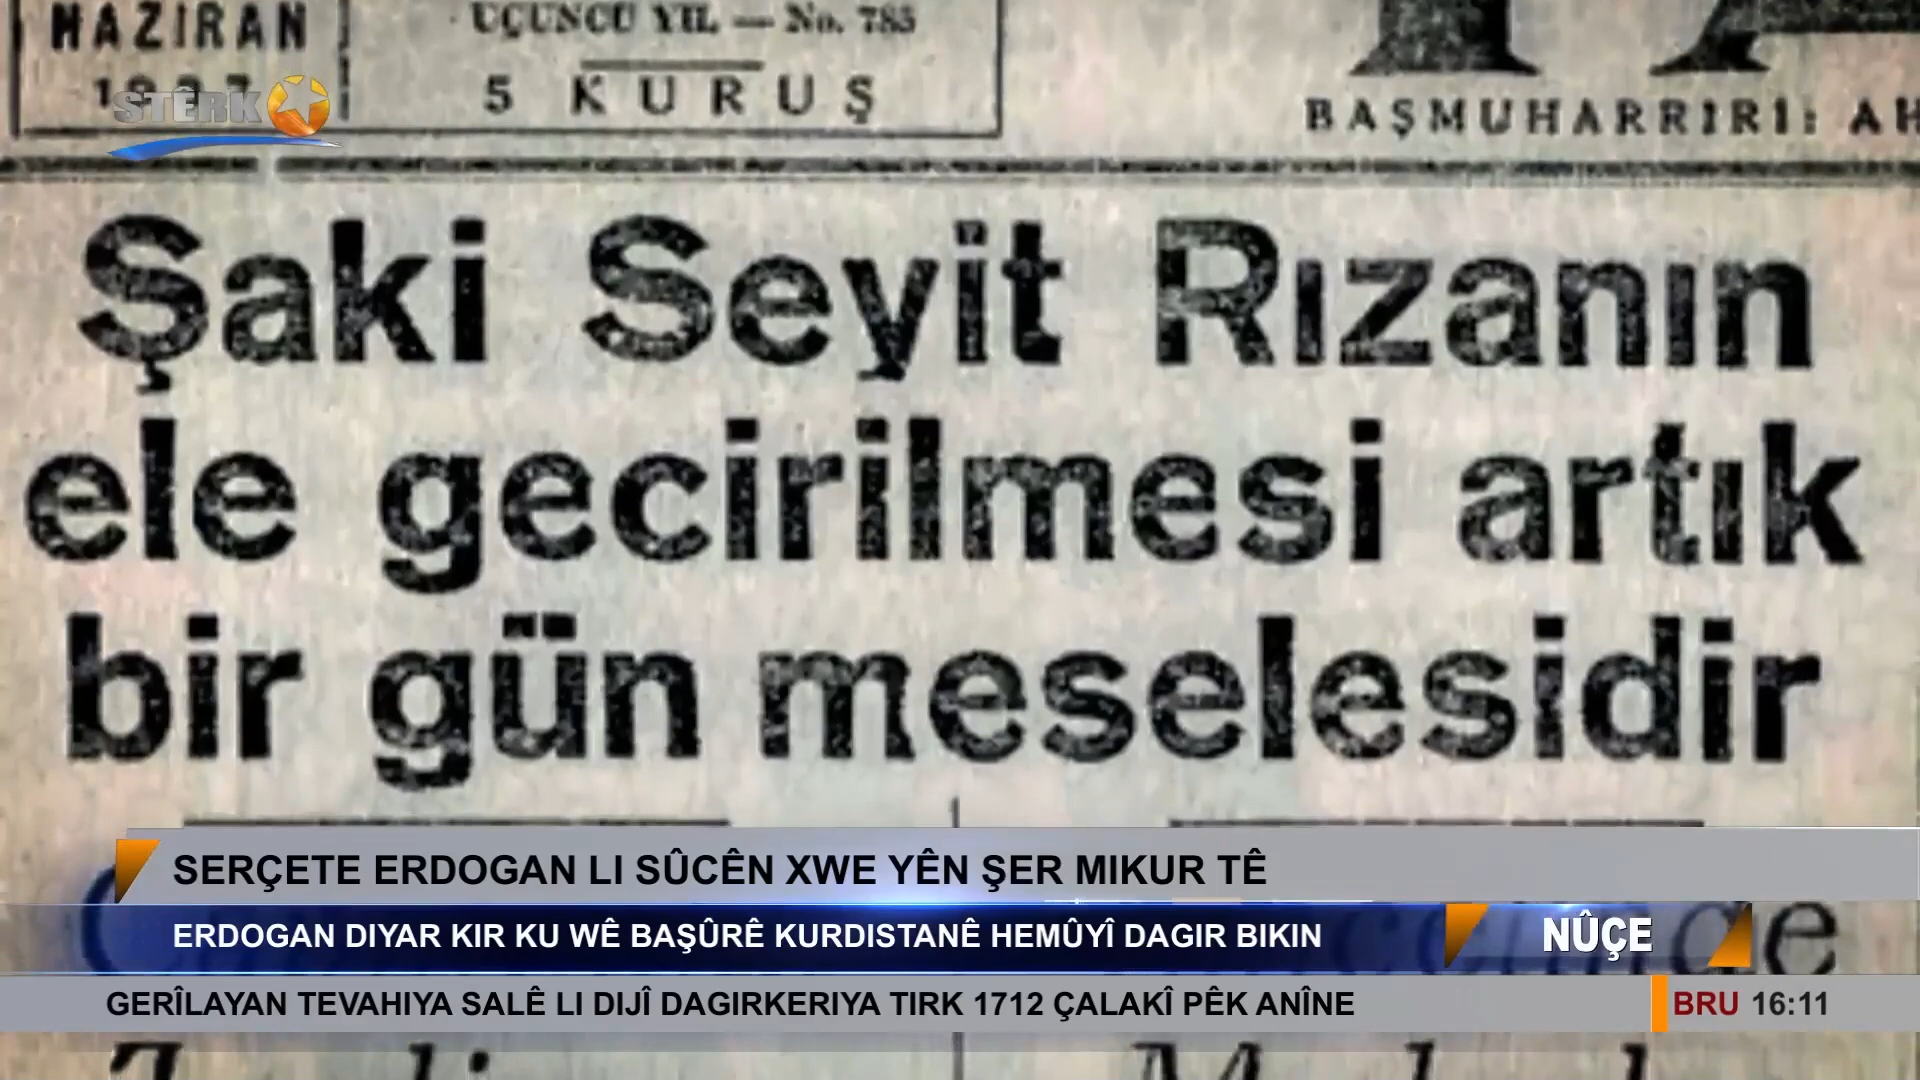 HAZİRAN
1937
ÜÇÜNCÜ YIL — No. 783
5 KURUŞ
STÊRK
BAŞMUHARRIRI: AH
Şaki Seyit Rızanın
ele gecirilmesi artık
bir gün meselesidir
SERÇETE ERDOGAN LI SÛCÊN XWE YÊN ŞER MIKUR TÊ
ERDOGAN DIYAR KIR KU WÊ BAŞÛRÊ KURDISTANÊ HEMÛYÎ DAGIR BIKIN
NÛÇE
GERÎLAYAN TEVAHIYA SALÊ LI DIJÎ DAGIRKERIYA TIRK 1712 ÇALAKÎ PÊK ANÎNE
BRU 16:11